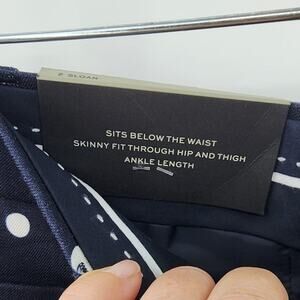 Z SLOAN
SITS BELOW THE WAIST
SKINNY FIT THROUGH HIP AND THIGH
ANKLE LENGTH